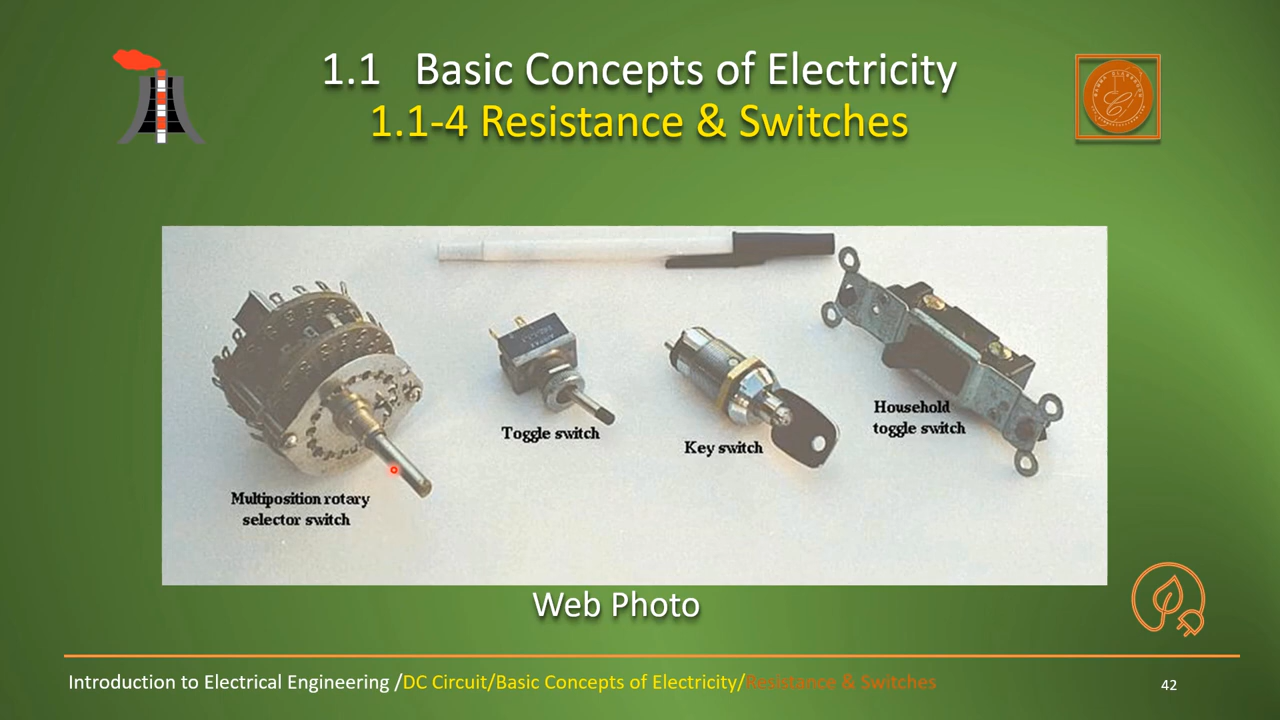 1.1 Basic Concepts of Electricity
1.1-4 Resistance & Switches
Toggle switch
Key switch
Household
toggle switch
Multiposition rotary
selector switch
Web Photo
Introduction to Electrical Engineering /DC Circuit/Basic Concepts of Electricity/Resistance & Switches
42